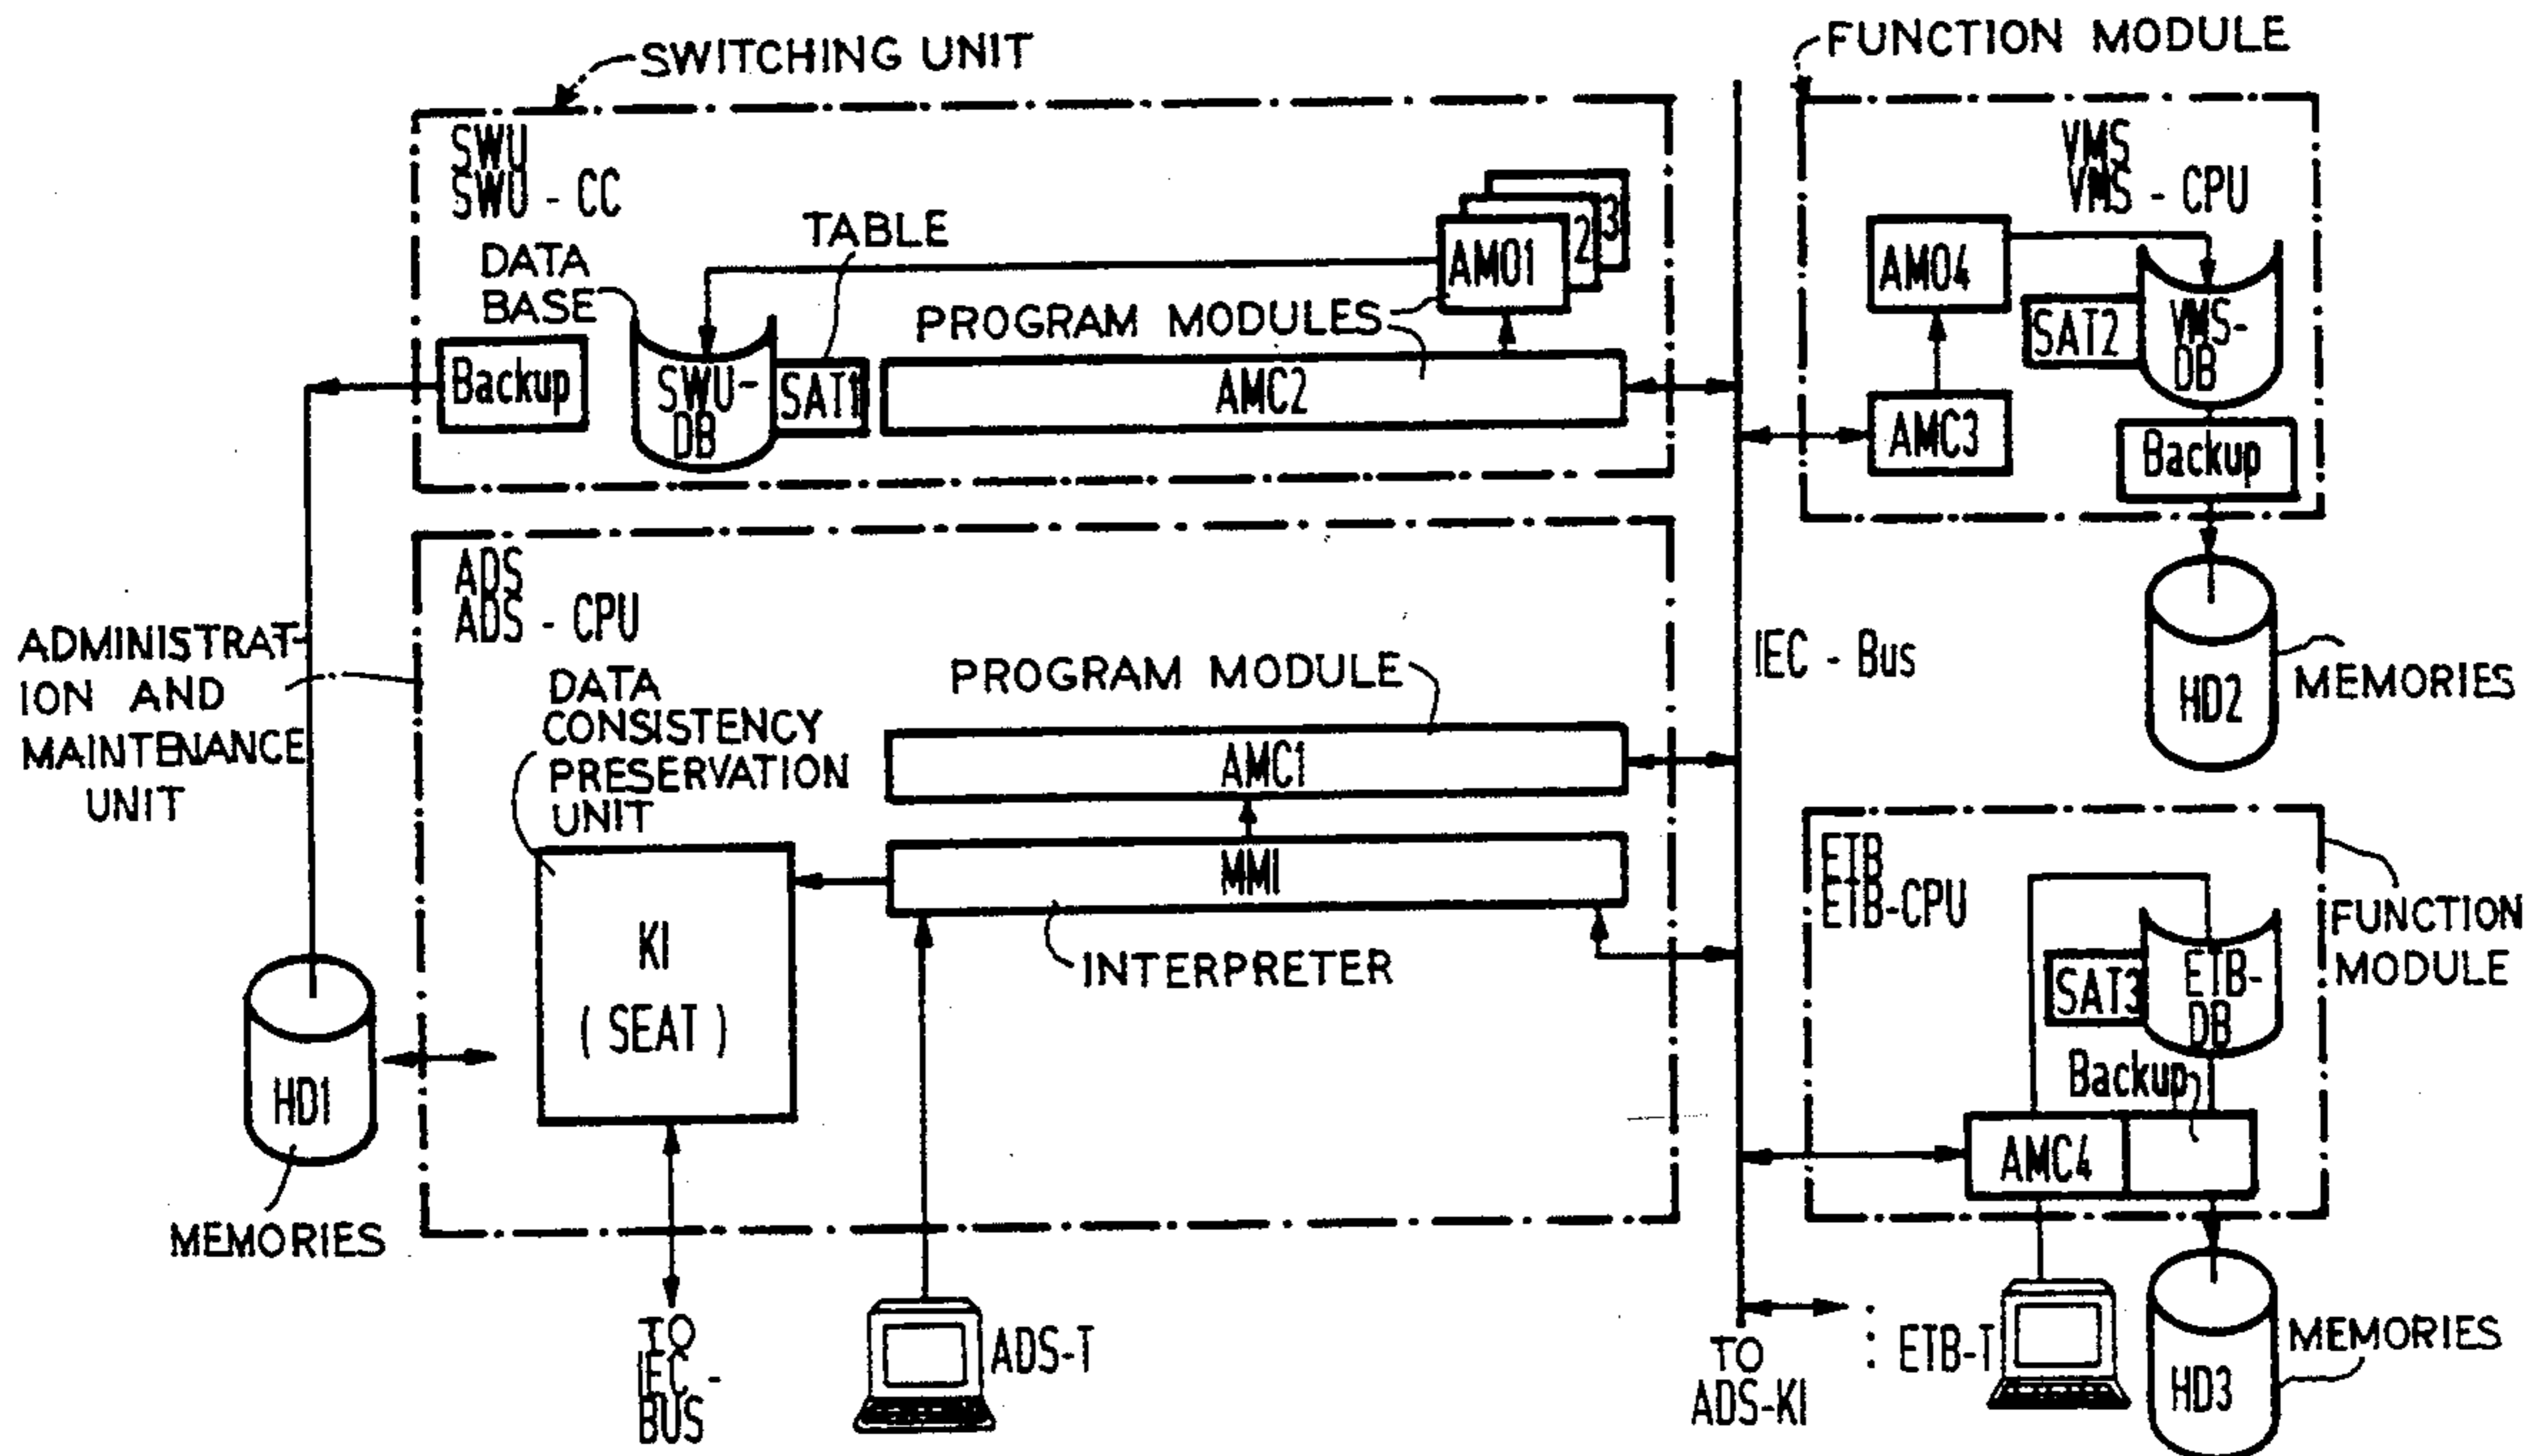 SWITCHING UNIT
FUNCTION MODULE
SWU
SWU - CC
TABLE
DATA
BASE
PROGRAM MODULES
AMO1
2
3
Backup
SWU-
DB
SAT1
AMC2
VMS
VMS - CPU
AMO4
SAT2
VMS-
DB
AMC3
Backup
HD2
MEMORIES
IEC - Bus
ADS
ADS - CPU
ADMINISTRAT-
ION AND
MAINTENANCE
UNIT
DATA
CONSISTENCY
PRESERVATION
UNIT
PROGRAM MODULE
AMC1
MMI
INTERPRETER
KI
( SEAT )
HD1
MEMORIES
TO
IEC -
BUS
ADS-T
ETB
ETB-CPU
FUNCTION
MODULE
SAT3
ETB-
DB
Backup
AMC4
TO
ADS-KI
ETB-T
HD3
MEMORIES